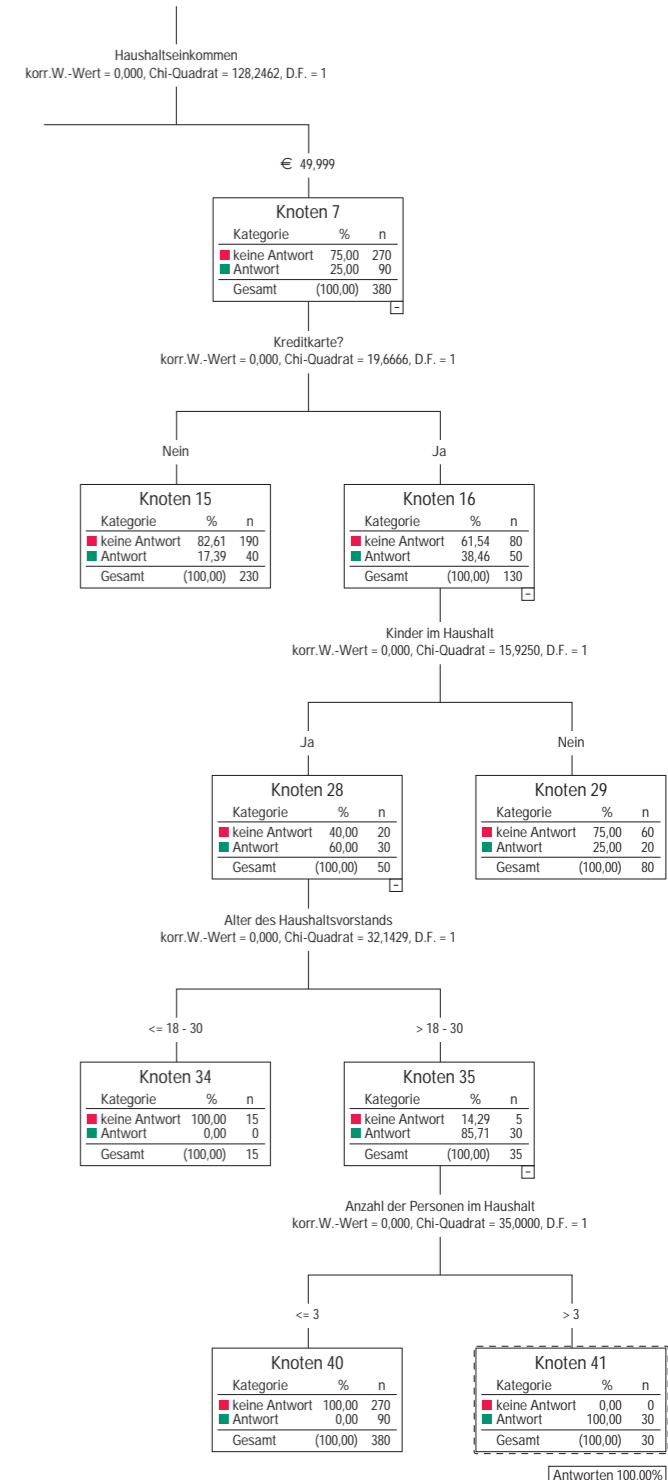 Haushaltseinkommen
korr.W.-Wert = 0,000, Chi-Quadrat = 128,2462, D.F. = 1
€ 49,999
Knoten 7
Kategorie % n
keine Antwort 75,00 270
Antwort 25,00 90
Gesamt (100,00) 380
Kreditkarte?
korr.W.-Wert = 0,000, Chi-Quadrat = 19,6666, D.F. = 1
Nein
Ja
Knoten 15
Kategorie % n
keine Antwort 82,61 190
Antwort 17,39 40
Gesamt (100,00) 230
Knoten 16
Kategorie % n
keine Antwort 61,54 80
Antwort 38,46 50
Gesamt (100,00) 130
Kinder im Haushalt
korr.W.-Wert = 0,000, Chi-Quadrat = 15,9250, D.F. = 1
Ja
Nein
Knoten 28
Kategorie % n
keine Antwort 40,00 20
Antwort 60,00 30
Gesamt (100,00) 50
Knoten 29
Kategorie % n
keine Antwort 75,00 60
Antwort 25,00 20
Gesamt (100,00) 80
Alter des Haushaltsvorstands
korr.W.-Wert = 0,000, Chi-Quadrat = 32,1429, D.F. = 1
<= 18 - 30
> 18 - 30
Knoten 34
Kategorie % n
keine Antwort 100,00 15
Antwort 0,00 0
Gesamt (100,00) 15
Knoten 35
Kategorie % n
keine Antwort 14,29 5
Antwort 85,71 30
Gesamt (100,00) 35
Anzahl der Personen im Haushalt
korr.W.-Wert = 0,000, Chi-Quadrat = 35,0000, D.F. = 1
<= 3
> 3
Knoten 40
Kategorie % n
keine Antwort 100,00 270
Antwort 0,00 90
Gesamt (100,00) 380
Knoten 41
Kategorie % n
keine Antwort 0,00 0
Antwort 100,00 30
Gesamt (100,00) 30
Antworten 100.00%